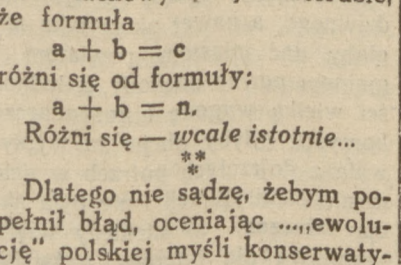 że formuła
a + b = c
różni się od formuły:
a + b = n.
Różni się — wcale istotnie...
***
Dlatego nie sądzę, żebym po-
pełnił błąd, oceniając ...„ewolu-
cję" polskiej myśli konserwaty-